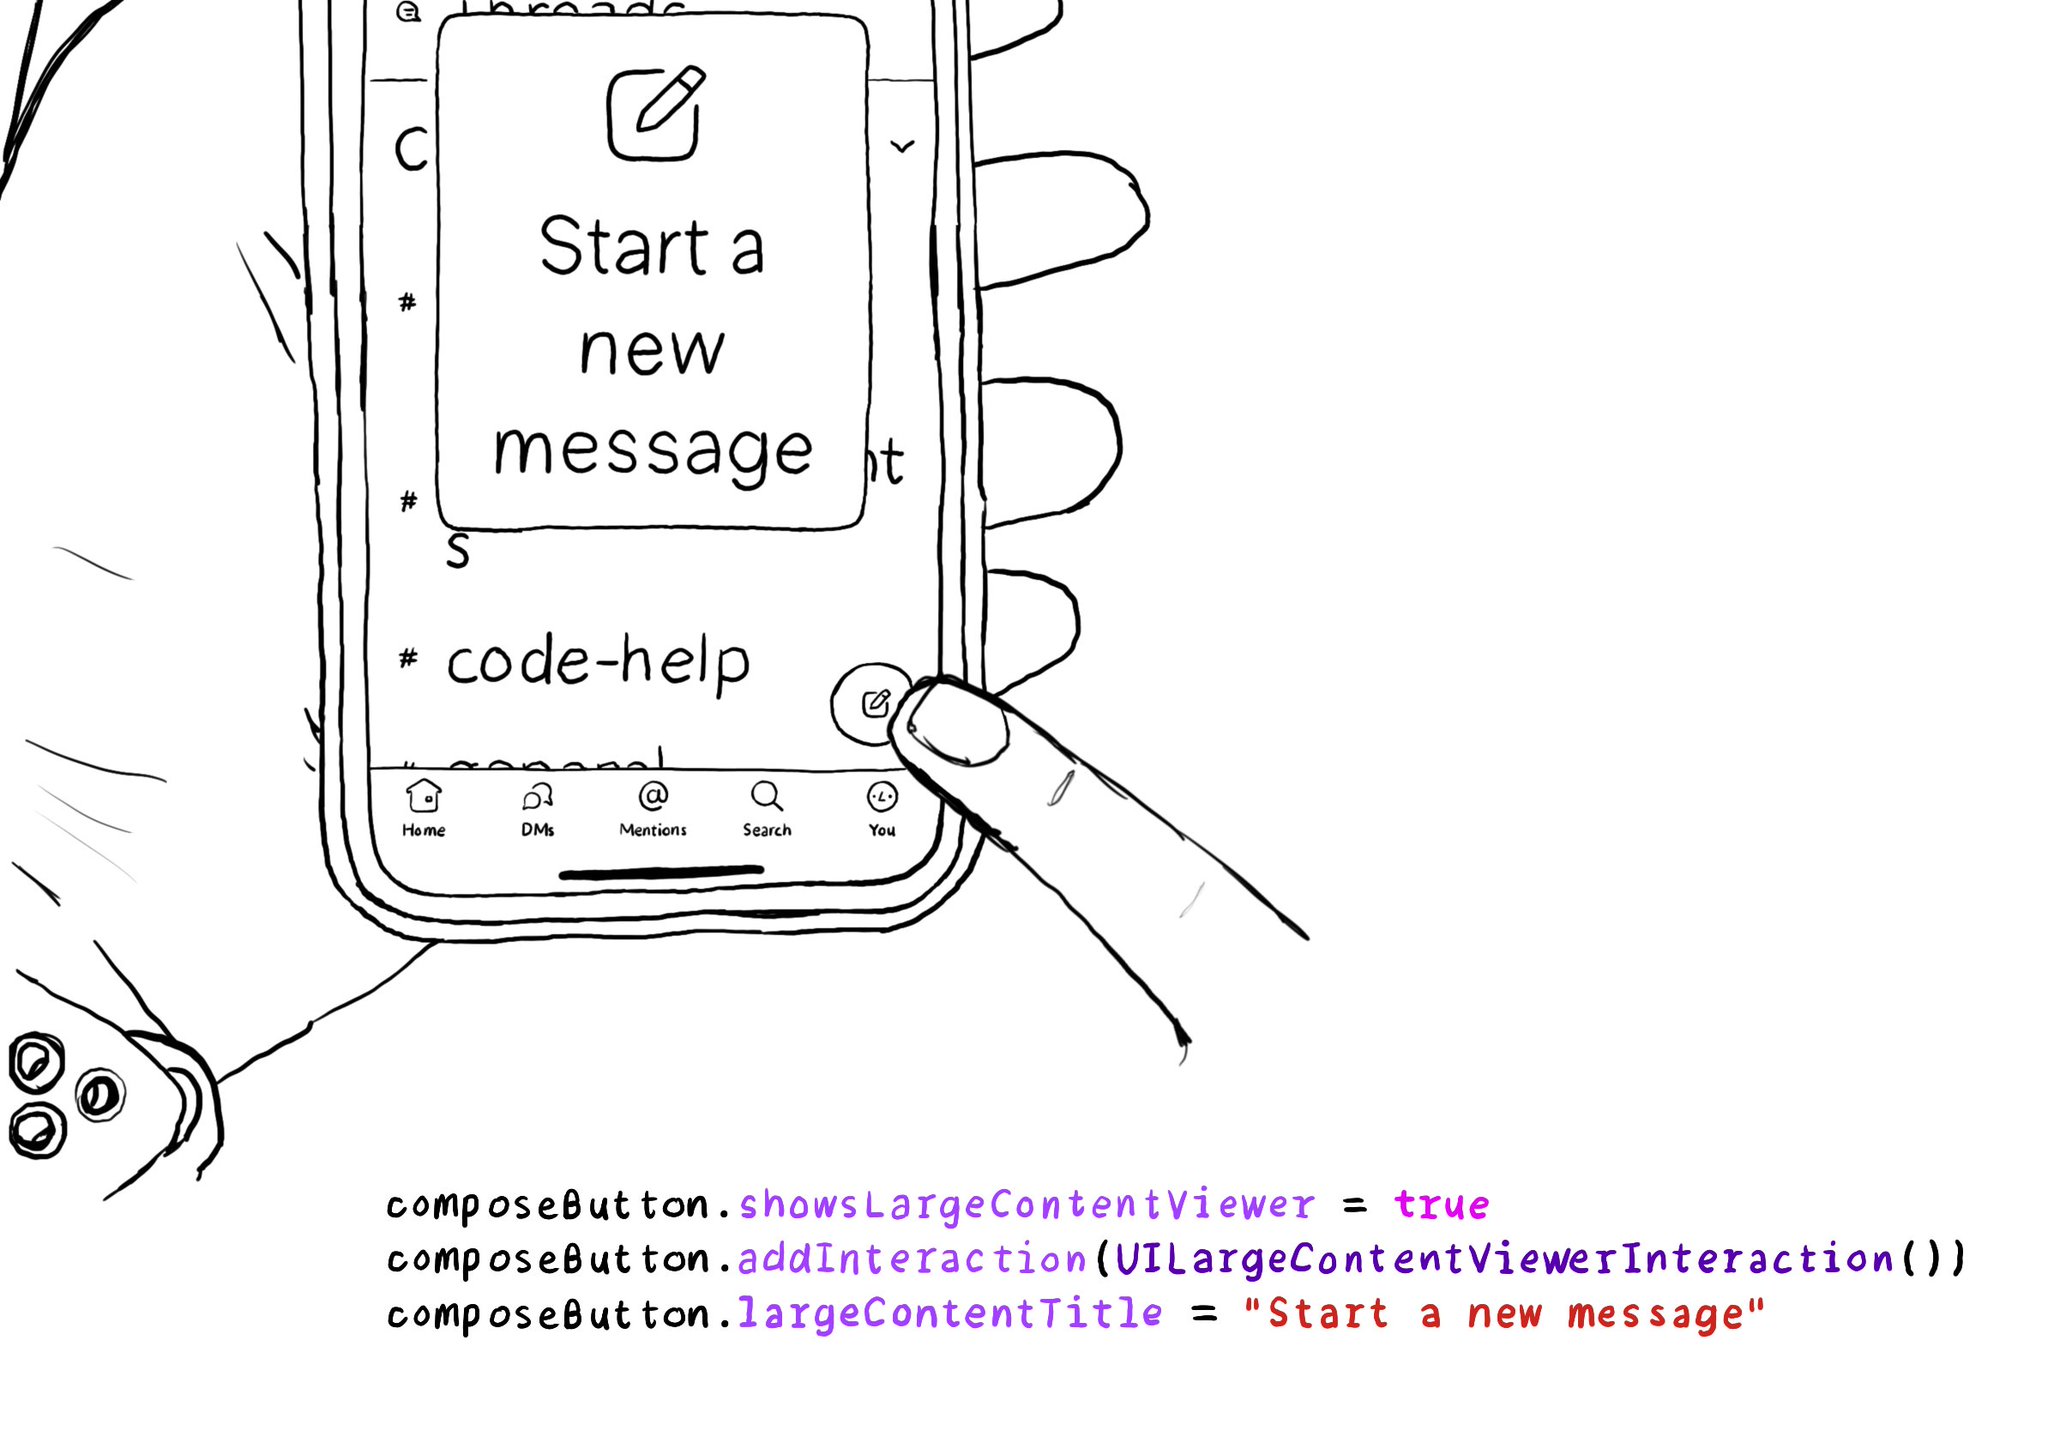 Threads
C
Start a
new
message
#
#
nt
s
# code-help
# general
Home DMs Mentions Search You
composeButton.showsLargeContentViewer = true
composeButton.addInteraction(UILargeContentViewerInteraction())
composeButton.largeContentTitle = "Start a new message"